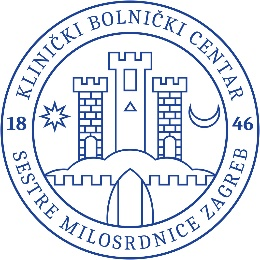 KLINIČKI BOLNIČKI CENTAR
18 46
SESTRE MILOSRDNICE ZAGREB